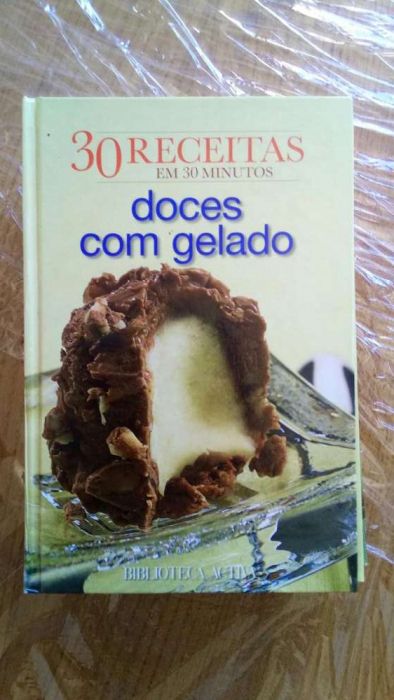 30 RECEITAS
EM 30 MINUTOS
doces
com gelado
BIBLIOTECA ACTIVA